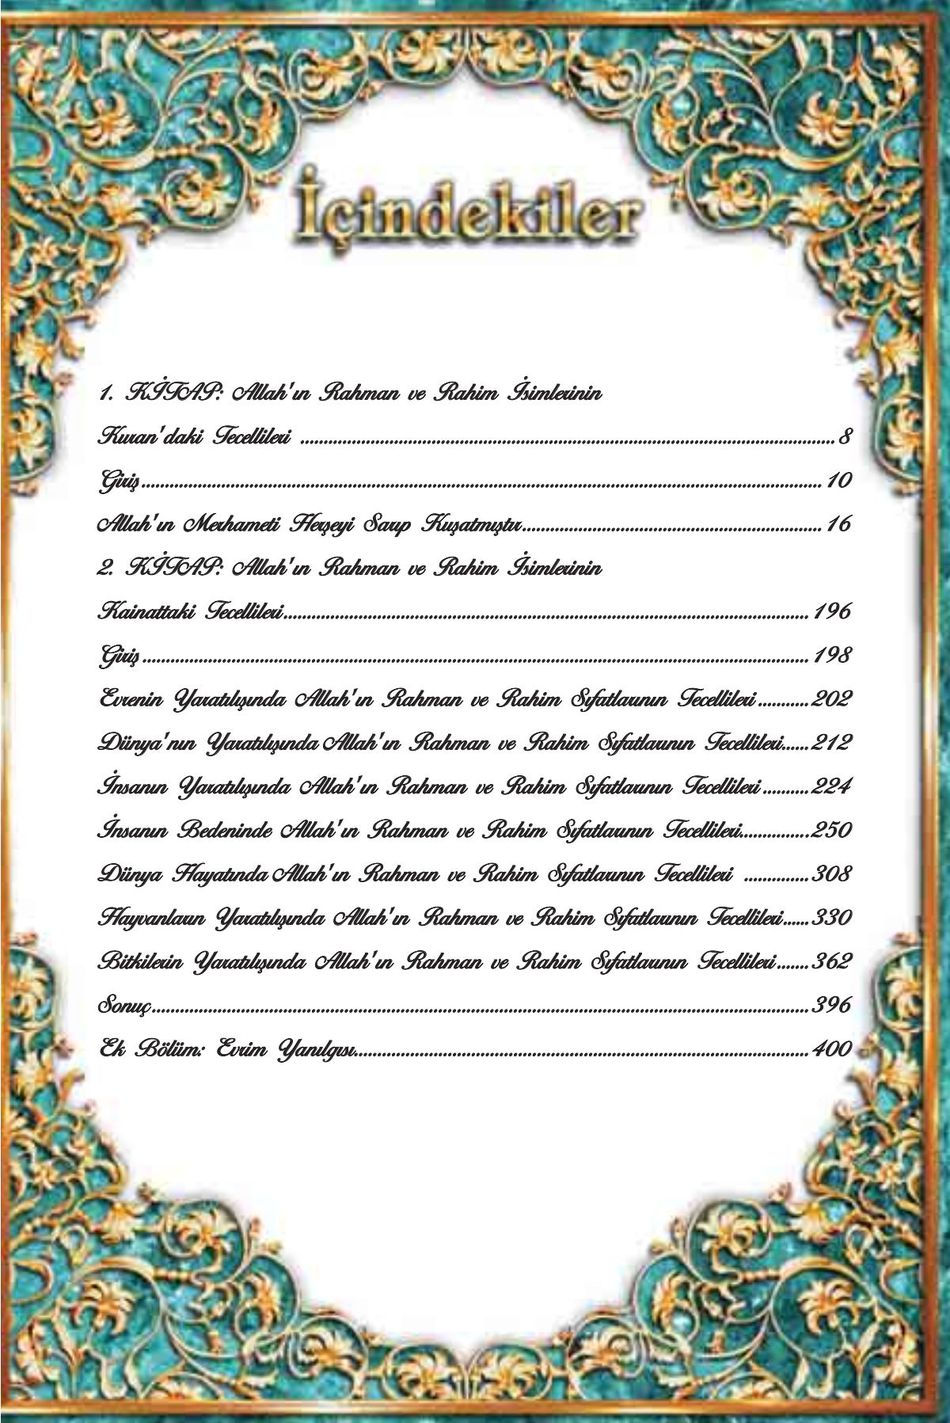 İçindekiler
1. KİTAP: Allah'ın Rahman ve Rahim İsimlerinin
Kuran'daki Tecellileri ........ 8
Giriş ........ 10
Allah'ın Merhameti Herşeyi Sarıp Kuşatmıştır ........ 16
2. KİTAP: Allah'ın Rahman ve Rahim İsimlerinin
Kainattaki Tecellileri ........ 196
Giriş ........ 198
Evrenin Yaratılışında Allah'ın Rahman ve Rahim Sıfatlarının Tecellileri ........ 202
Dünya'nın Yaratılışında Allah'ın Rahman ve Rahim Sıfatlarının Tecellileri ........ 212
İnsanın Yaratılışında Allah'ın Rahman ve Rahim Sıfatlarının Tecellileri ........ 224
İnsanın Bedeninde Allah'ın Rahman ve Rahim Sıfatlarının Tecellileri ........ 250
Dünya Hayatında Allah'ın Rahman ve Rahim Sıfatlarının Tecellileri ........ 308
Hayvanların Yaratılışında Allah'ın Rahman ve Rahim Sıfatlarının Tecellileri ........ 330
Bitkilerin Yaratılışında Allah'ın Rahman ve Rahim Sıfatlarının Tecellileri ........ 362
Sonuç ........ 396
Ek Bölüm: Evrim Yanılgısı ........ 400